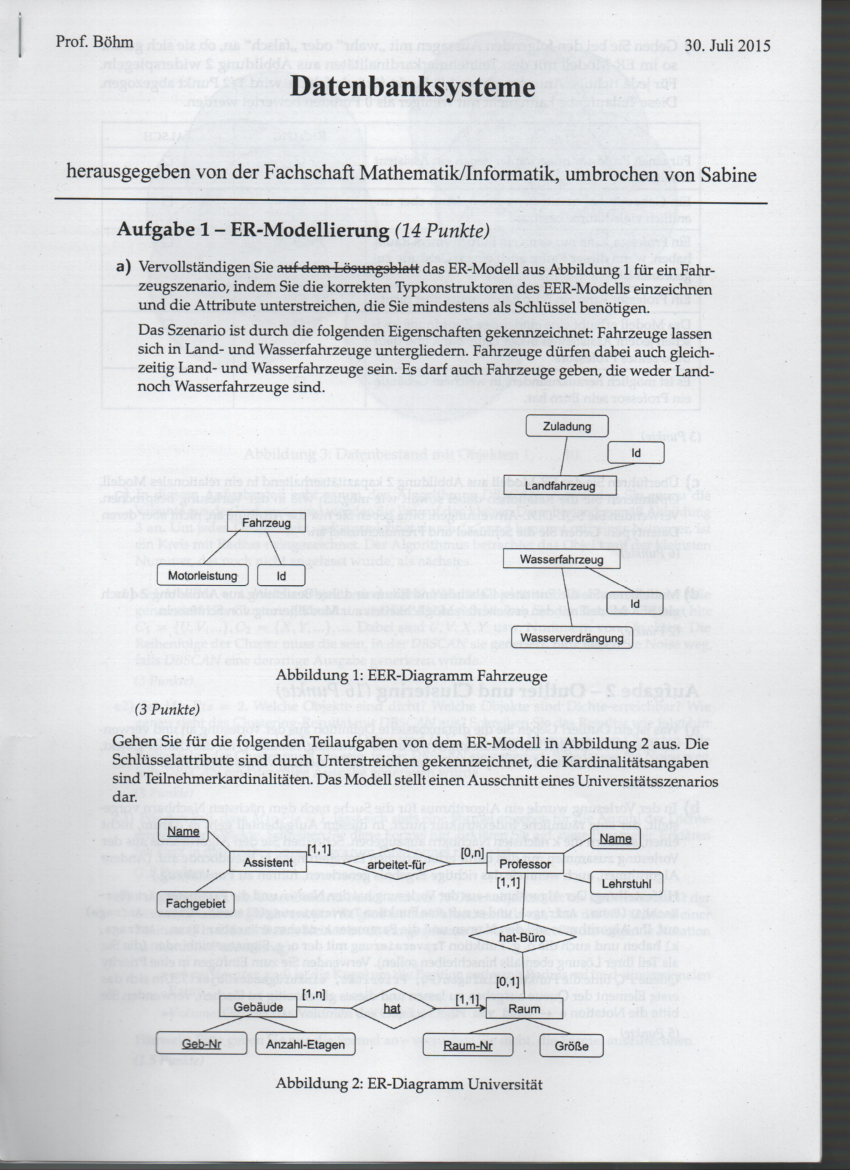 Prof. Böhm 30. Juli 2015
Datenbanksysteme
herausgegeben von der Fachschaft Mathematik/Informatik, umbrochen von Sabine
Aufgabe 1 – ER-Modellierung (14 Punkte)
a) Vervollständigen Sie auf dem Lösungsblatt das ER-Modell aus Abbildung 1 für ein Fahr-
zeugszenario, indem Sie die korrekten Typkonstruktoren des EER-Modells einzeichnen
und die Attribute unterstreichen, die Sie mindestens als Schlüssel benötigen.
Das Szenario ist durch die folgenden Eigenschaften gekennzeichnet: Fahrzeuge lassen
sich in Land- und Wasserfahrzeuge untergliedern. Fahrzeuge dürfen dabei auch gleich-
zeitig Land- und Wasserfahrzeuge sein. Es darf auch Fahrzeuge geben, die weder Land-
noch Wasserfahrzeuge sind.
Zuladung
Id
Landfahrzeug
Fahrzeug
Motorleistung Id
Wasserfahrzeug
Id
Wasserverdrängung
Abbildung 1: EER-Diagramm Fahrzeuge
(3 Punkte)
Gehen Sie für die folgenden Teilaufgaben von dem ER-Modell in Abbildung 2 aus. Die
Schlüsselattribute sind durch Unterstreichen gekennzeichnet, die Kardinalitätsangaben
sind Teilnehmerkardinalitäten. Das Modell stellt einen Ausschnitt eines Universitätsszenarios
dar.
Name Name
[1,1] [0,n]
Assistent arbeitet-für Professor
[1,1] Lehrstuhl
Fachgebiet
hat-Büro
[0,1]
[1,n] [1,1]
Gebäude hat Raum
Geb-Nr Anzahl-Etagen Raum-Nr Größe
Abbildung 2: ER-Diagramm Universität